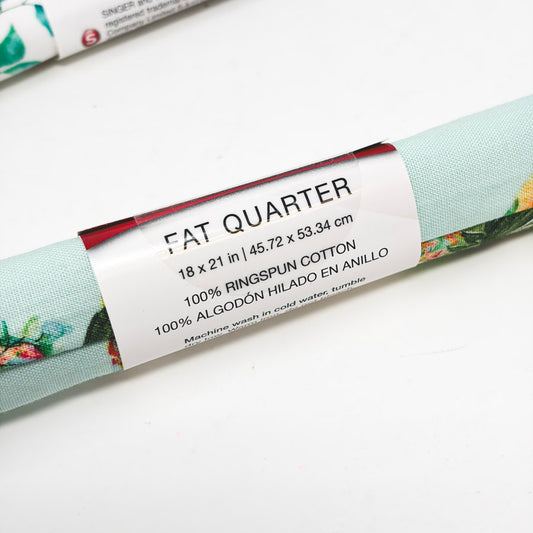 SINGER and
registered trademark
Company Limited
S
FAT QUARTER
18 x 21 in | 45.72 x 53.34 cm
100% RINGSPUN COTTON
100% ALGODÓN HILADO EN ANILLO
Machine wash in cold water, tumble